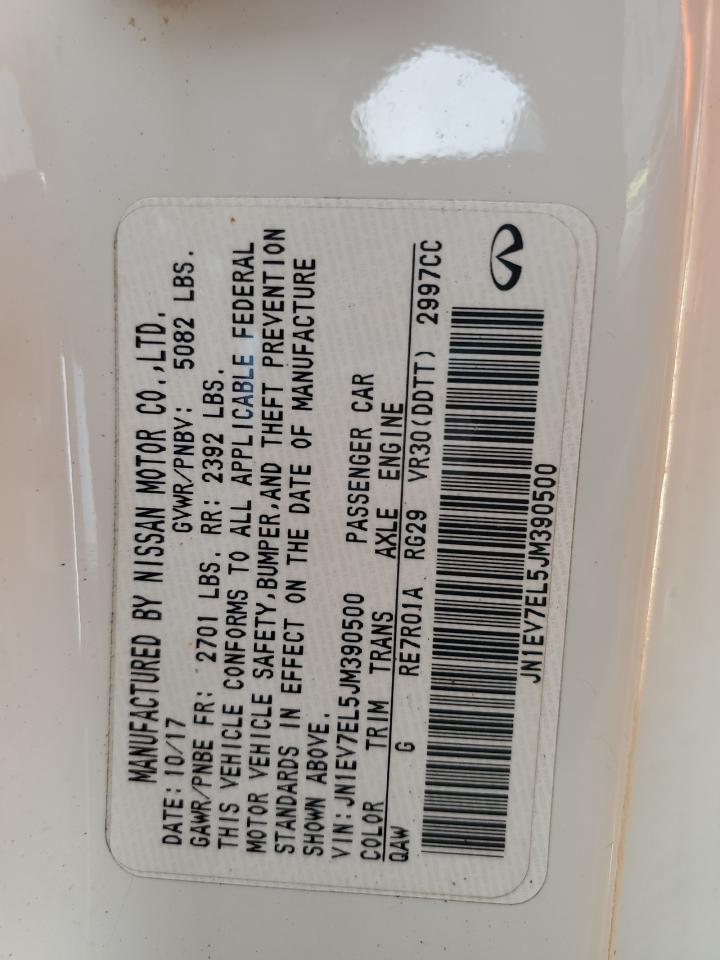 MANUFACTURED BY NISSAN MOTOR CO.,LTD.
DATE: 10/17 GVWR/PNBV: 5082 LBS.
GAWR/PNBE FR: 2701 LBS. RR: 2392 LBS.
THIS VEHICLE CONFORMS TO ALL APPLICABLE FEDERAL
MOTOR VEHICLE SAFETY,BUMPER,AND THEFT PREVENTION
STANDARDS IN EFFECT ON THE DATE OF MANUFACTURE
SHOWN ABOVE.
VIN:JN1EV7EL5JM390500 PASSENGER CAR
COLOR TRIM TRANS AXLE ENGINE
QAW G RE7R01A RG29 VR30(DDTT) 2997CC
JN1EV7EL5JM390500